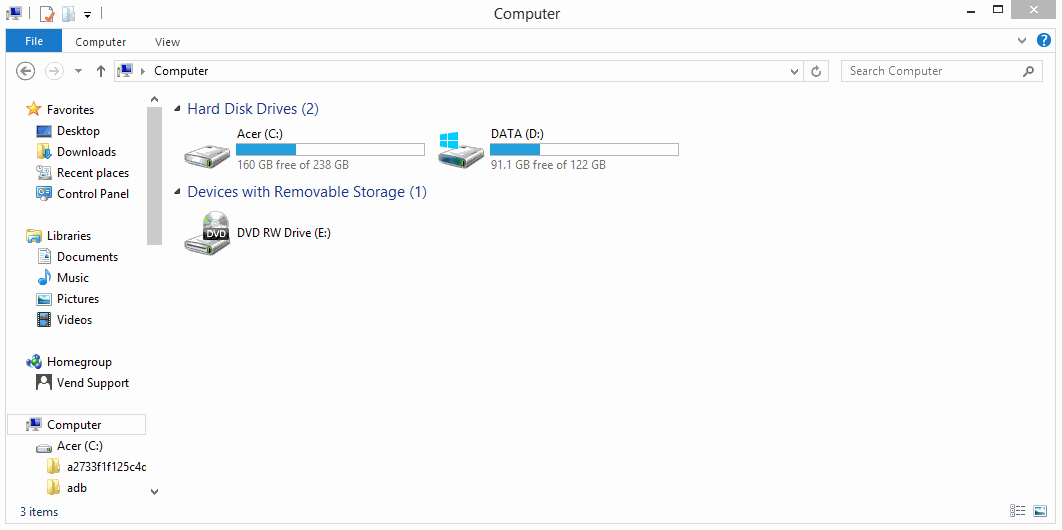 Computer
File
Computer
View
Computer
Search Computer
Favorites
Desktop
Downloads
Recent places
Control Panel
Libraries
Documents
Music
Pictures
Videos
Homegroup
Vend Support
Computer
Acer (C:)
a2733f1f125c4c
adb
Hard Disk Drives (2)
Acer (C:)
160 GB free of 238 GB
DATA (D:)
91.1 GB free of 122 GB
Devices with Removable Storage (1)
DVD
DVD RW Drive (E:)
3 items